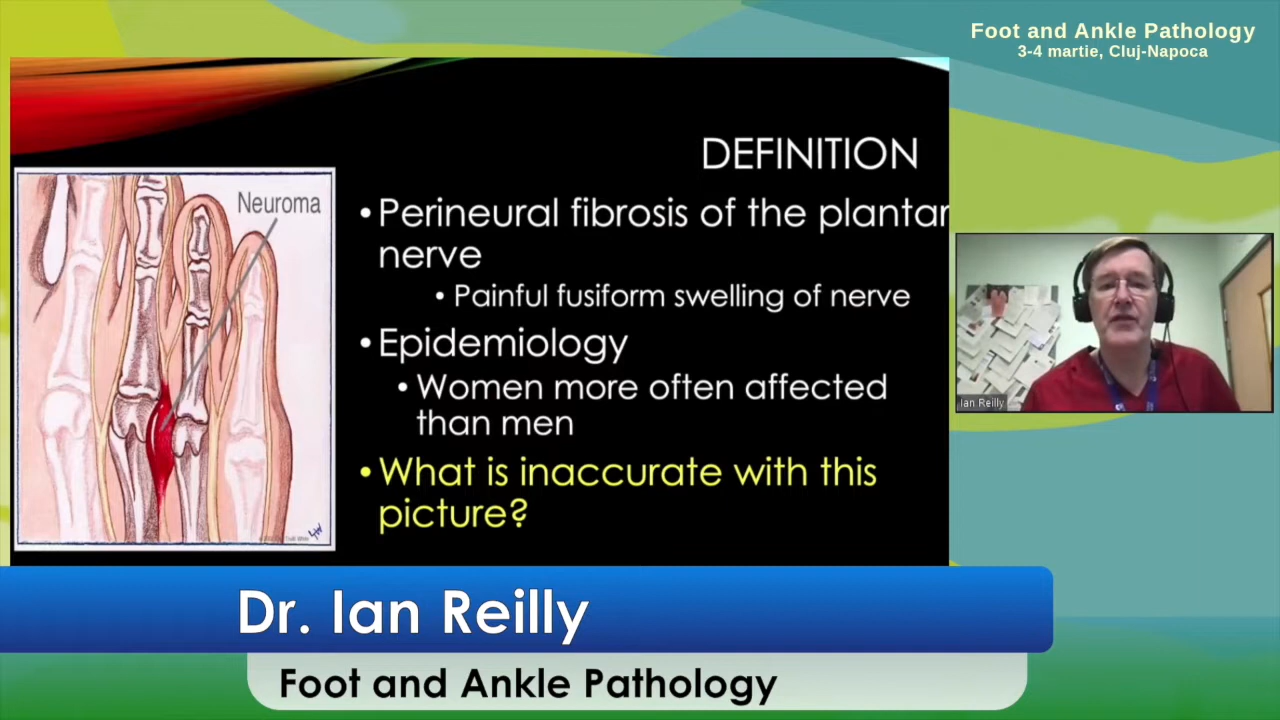 Foot and Ankle Pathology
3-4 martie, Cluj-Napoca
DEFINITION
Neuroma
• Perineural fibrosis of the plantar
nerve
• Painful fusiform swelling of nerve
• Epidemiology
• Women more often affected
than men
• What is inaccurate with this
picture?
Ian Reilly
Dr. Ian Reilly
Foot and Ankle Pathology